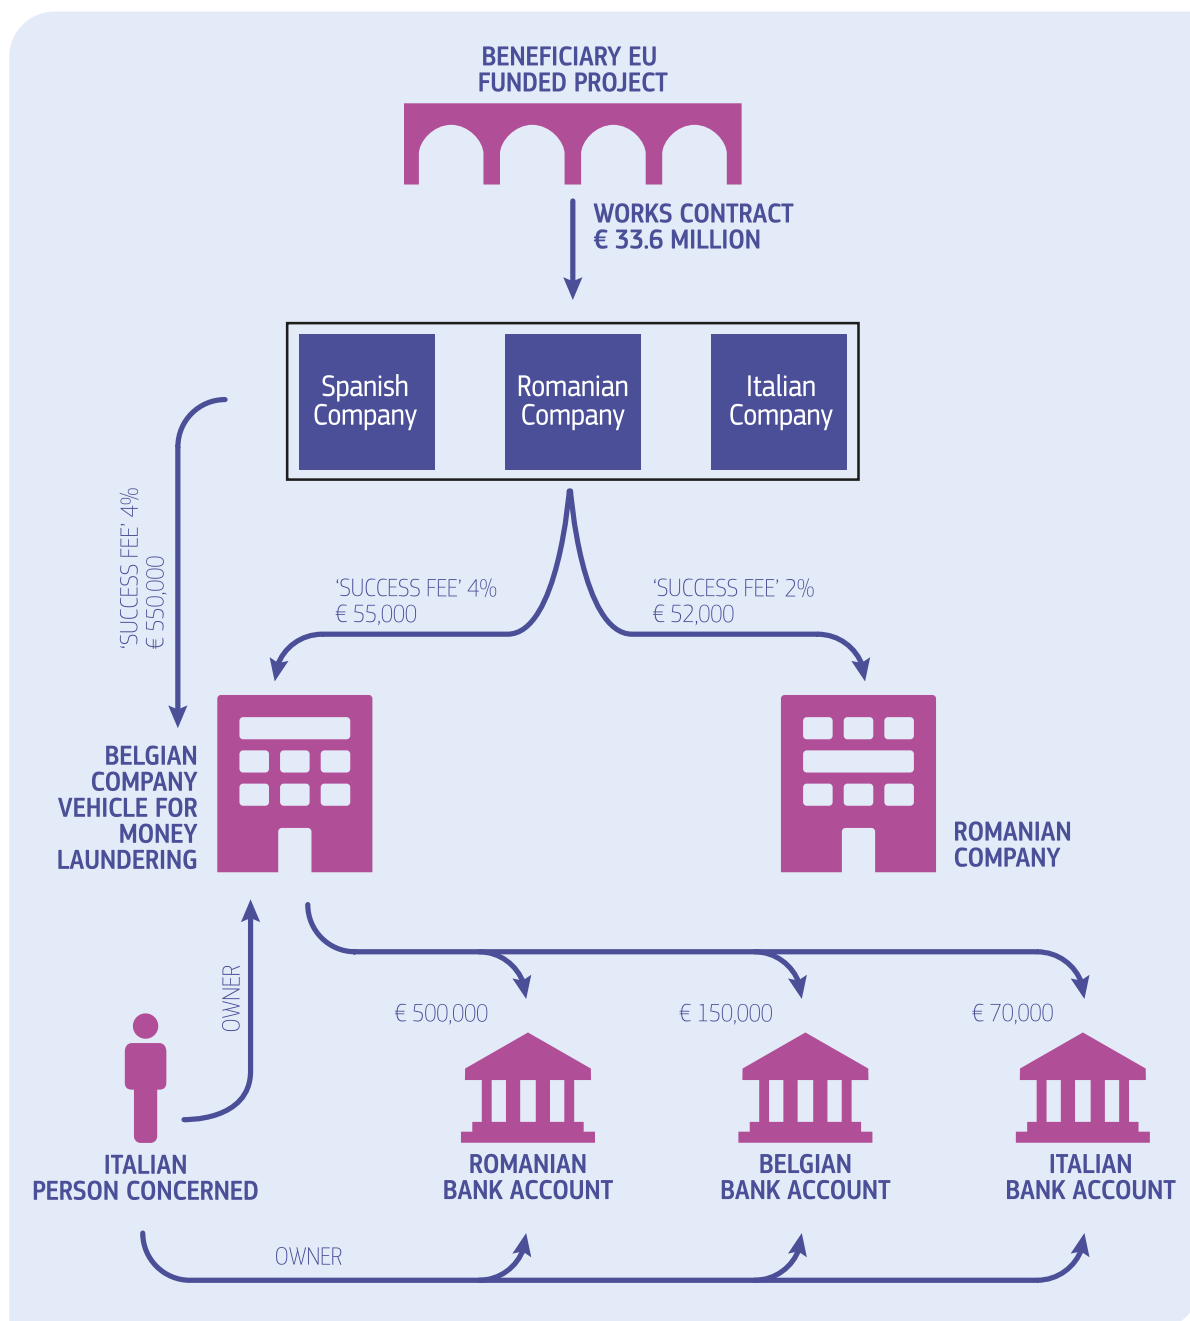 BENEFICIARY EU
FUNDED PROJECT
WORKS CONTRACT
€ 33.6 MILLION
Spanish
Company
Romanian
Company
Italian
Company
‘SUCCESS FEE’ 4%
€ 550,000
‘SUCCESS FEE’ 4%
€ 55,000
‘SUCCESS FEE’ 2%
€ 52,000
BELGIAN
COMPANY
VEHICLE FOR
MONEY
LAUNDERING
ROMANIAN
COMPANY
OWNER
€ 500,000
€ 150,000
€ 70,000
ITALIAN
PERSON CONCERNED
ROMANIAN
BANK ACCOUNT
BELGIAN
BANK ACCOUNT
ITALIAN
BANK ACCOUNT
OWNER